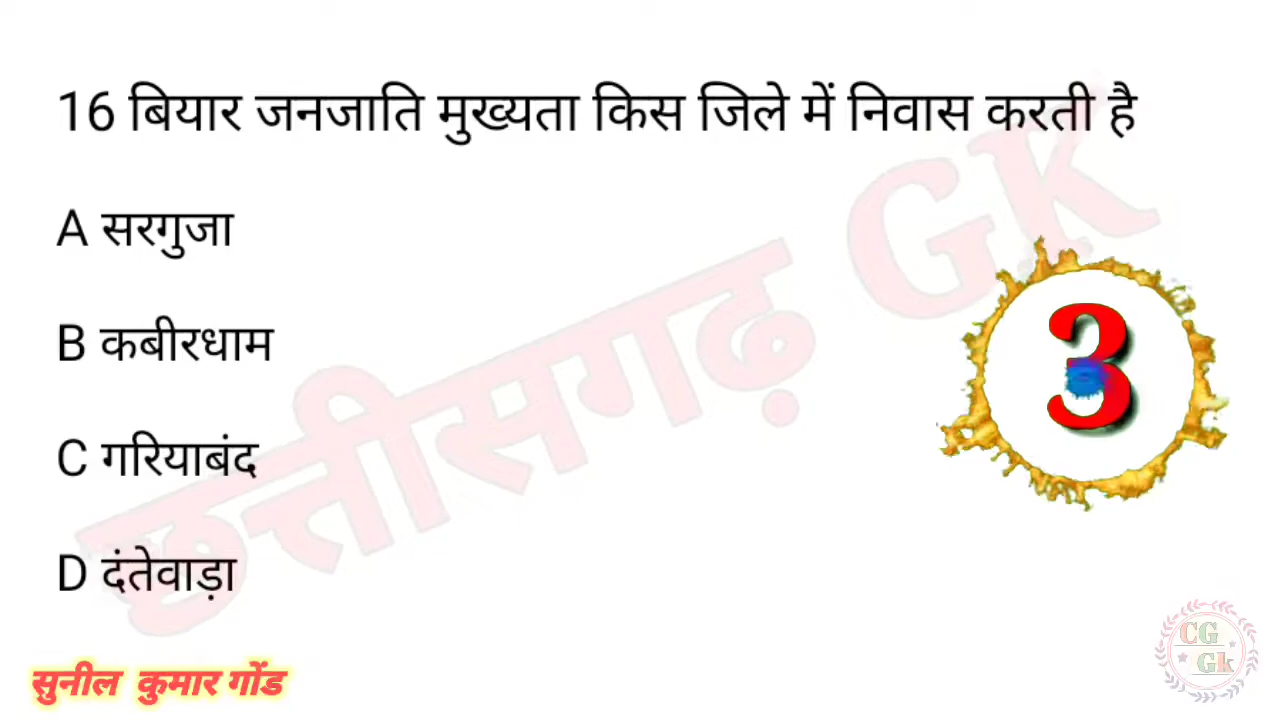 16 बियार जनजाति मुख्यता किस जिले में निवास करती है
A सरगुजा
B कबीरधाम
C गरियाबंद
D दंतेवाड़ा
3
छत्तीसगढ़ GK
सुनील कुमार गोंड
CG
Gk